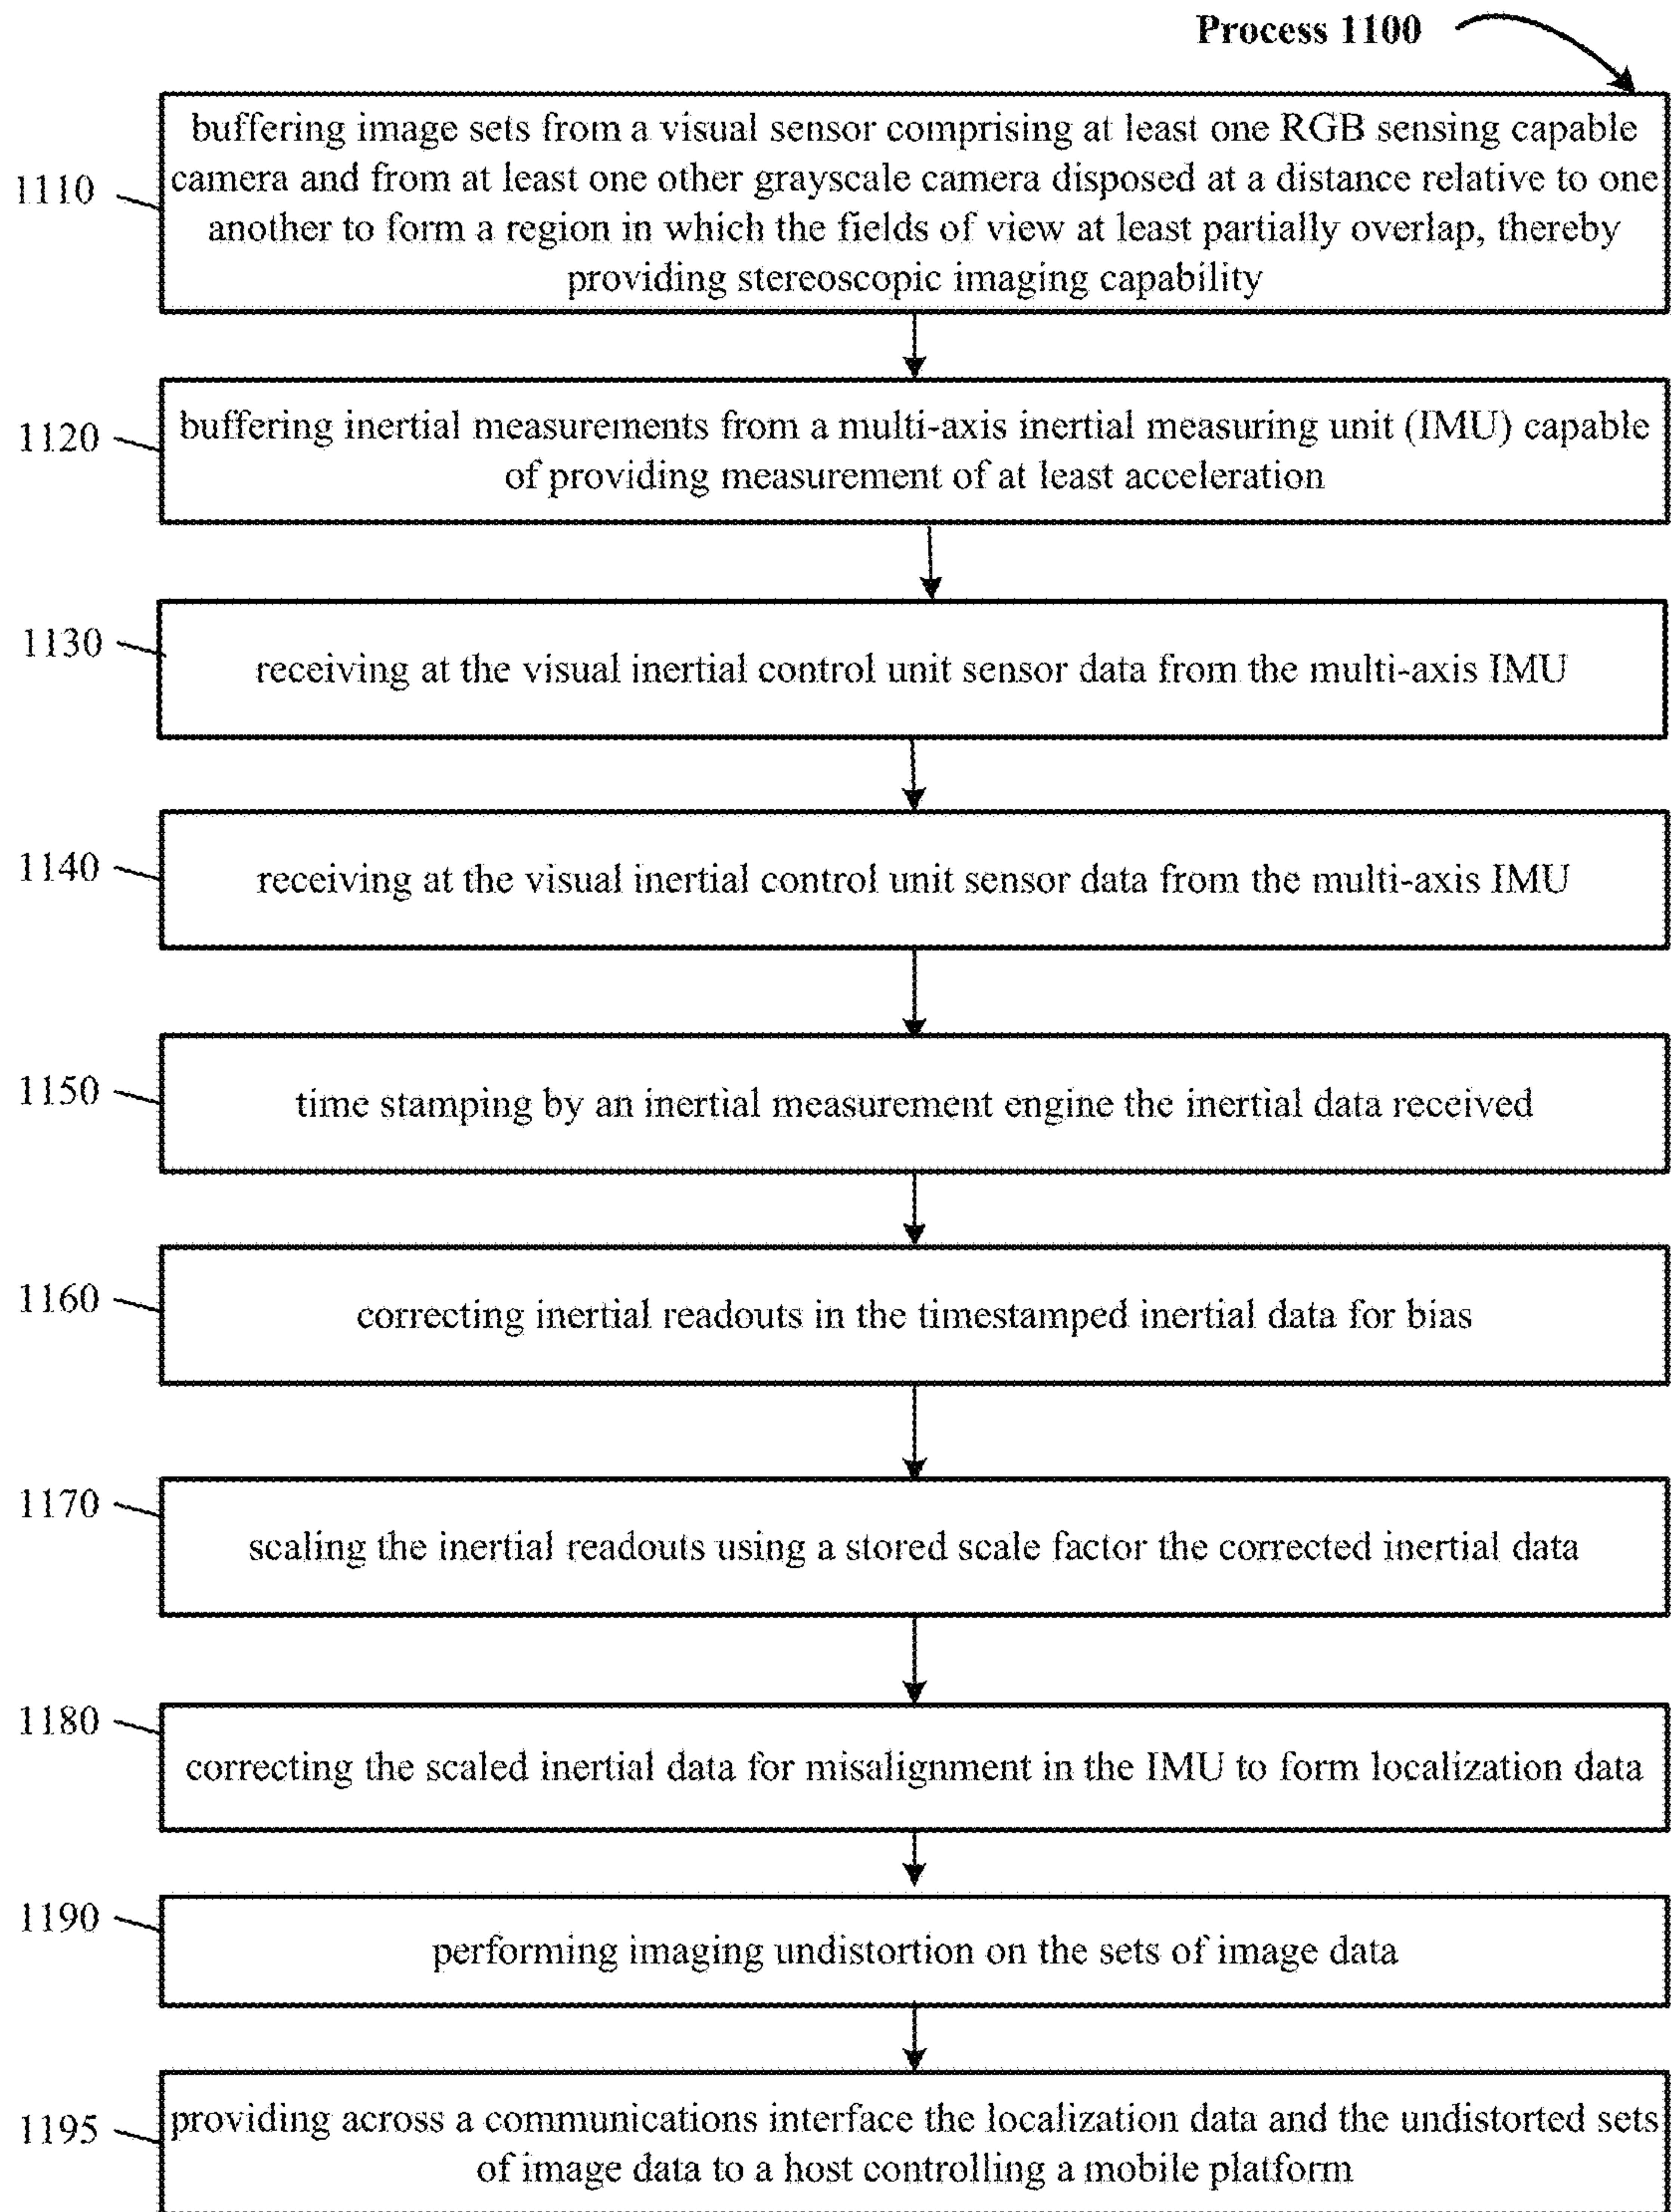 Process 1100
1110
buffering image sets from a visual sensor comprising at least one RGB sensing capable
camera and from at least one other grayscale camera disposed at a distance relative to one
another to form a region in which the fields of view at least partially overlap, thereby
providing stereoscopic imaging capability
1120
buffering inertial measurements from a multi-axis inertial measuring unit (IMU) capable
of providing measurement of at least acceleration
1130
receiving at the visual inertial control unit sensor data from the multi-axis IMU
1140
receiving at the visual inertial control unit sensor data from the multi-axis IMU
1150
time stamping by an inertial measurement engine the inertial data received
1160
correcting inertial readouts in the timestamped inertial data for bias
1170
scaling the inertial readouts using a stored scale factor the corrected inertial data
1180
correcting the scaled inertial data for misalignment in the IMU to form localization data
1190
performing imaging undistortion on the sets of image data
1195
providing across a communications interface the localization data and the undistorted sets
of image data to a host controlling a mobile platform